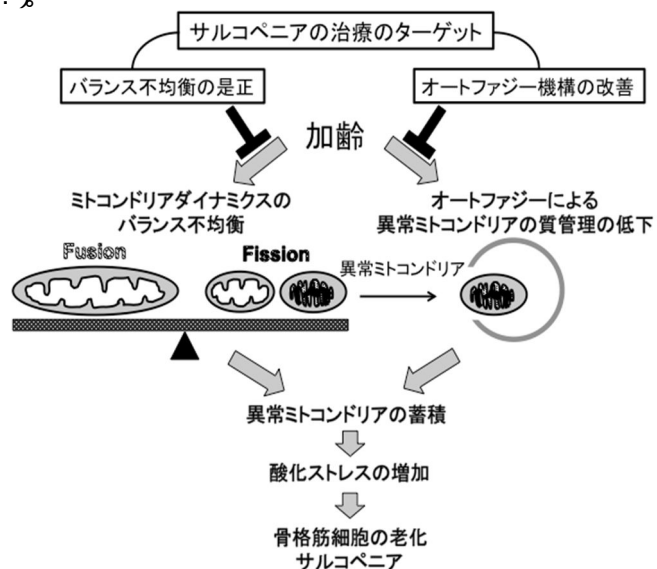 サルコペニアの治療のターゲット
バランス不均衡の是正
オートファジー機構の改善
加齢
ミトコンドリアダイナミクスの
バランス不均衡
オートファジーによる
異常ミトコンドリアの質管理の低下
Fusion
Fission
異常ミトコンドリア
異常ミトコンドリアの蓄積
酸化ストレスの増加
骨格筋細胞の老化
サルコペニア